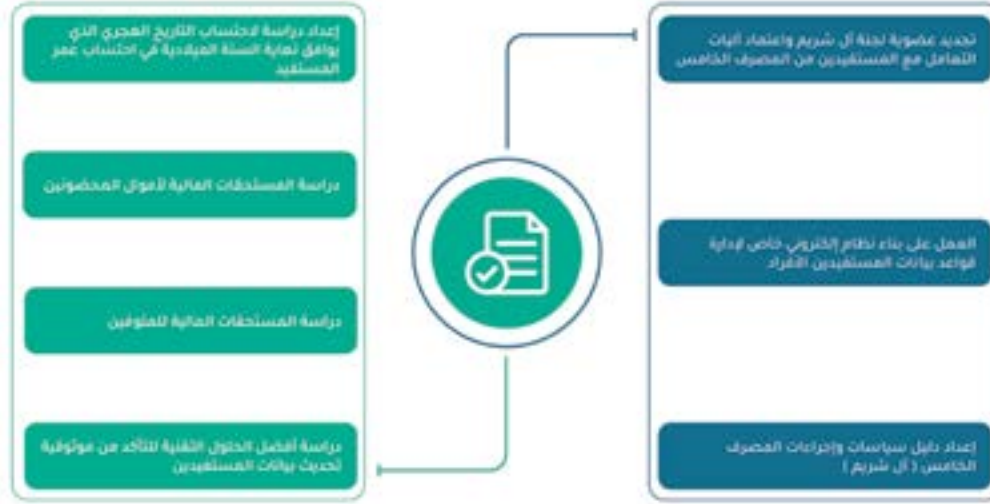 تجديد عضوية لجنة آل شريم واعتماد آليات
التعامل مع المستفيدين من المصرف الخامس
العمل على بناء نظام إلكتروني خاص لإدارة
قواعد بيانات المستفيدين الأفراد
إعداد دليل سياسات وإجراءات المصرف
الخامس ( آل شريم )
إعداد دراسة لاحتساب التاريخ الهجري الذي
يوافق نهاية السنة الميلادية في احتساب عمر
المستفيد
دراسة المستحقات المالية لأموال المحضونين
دراسة المستحقات المالية للمتوفين
دراسة أفضل الحلول التقنية للتأكد من موثوقية
تحديث بيانات المستفيدين